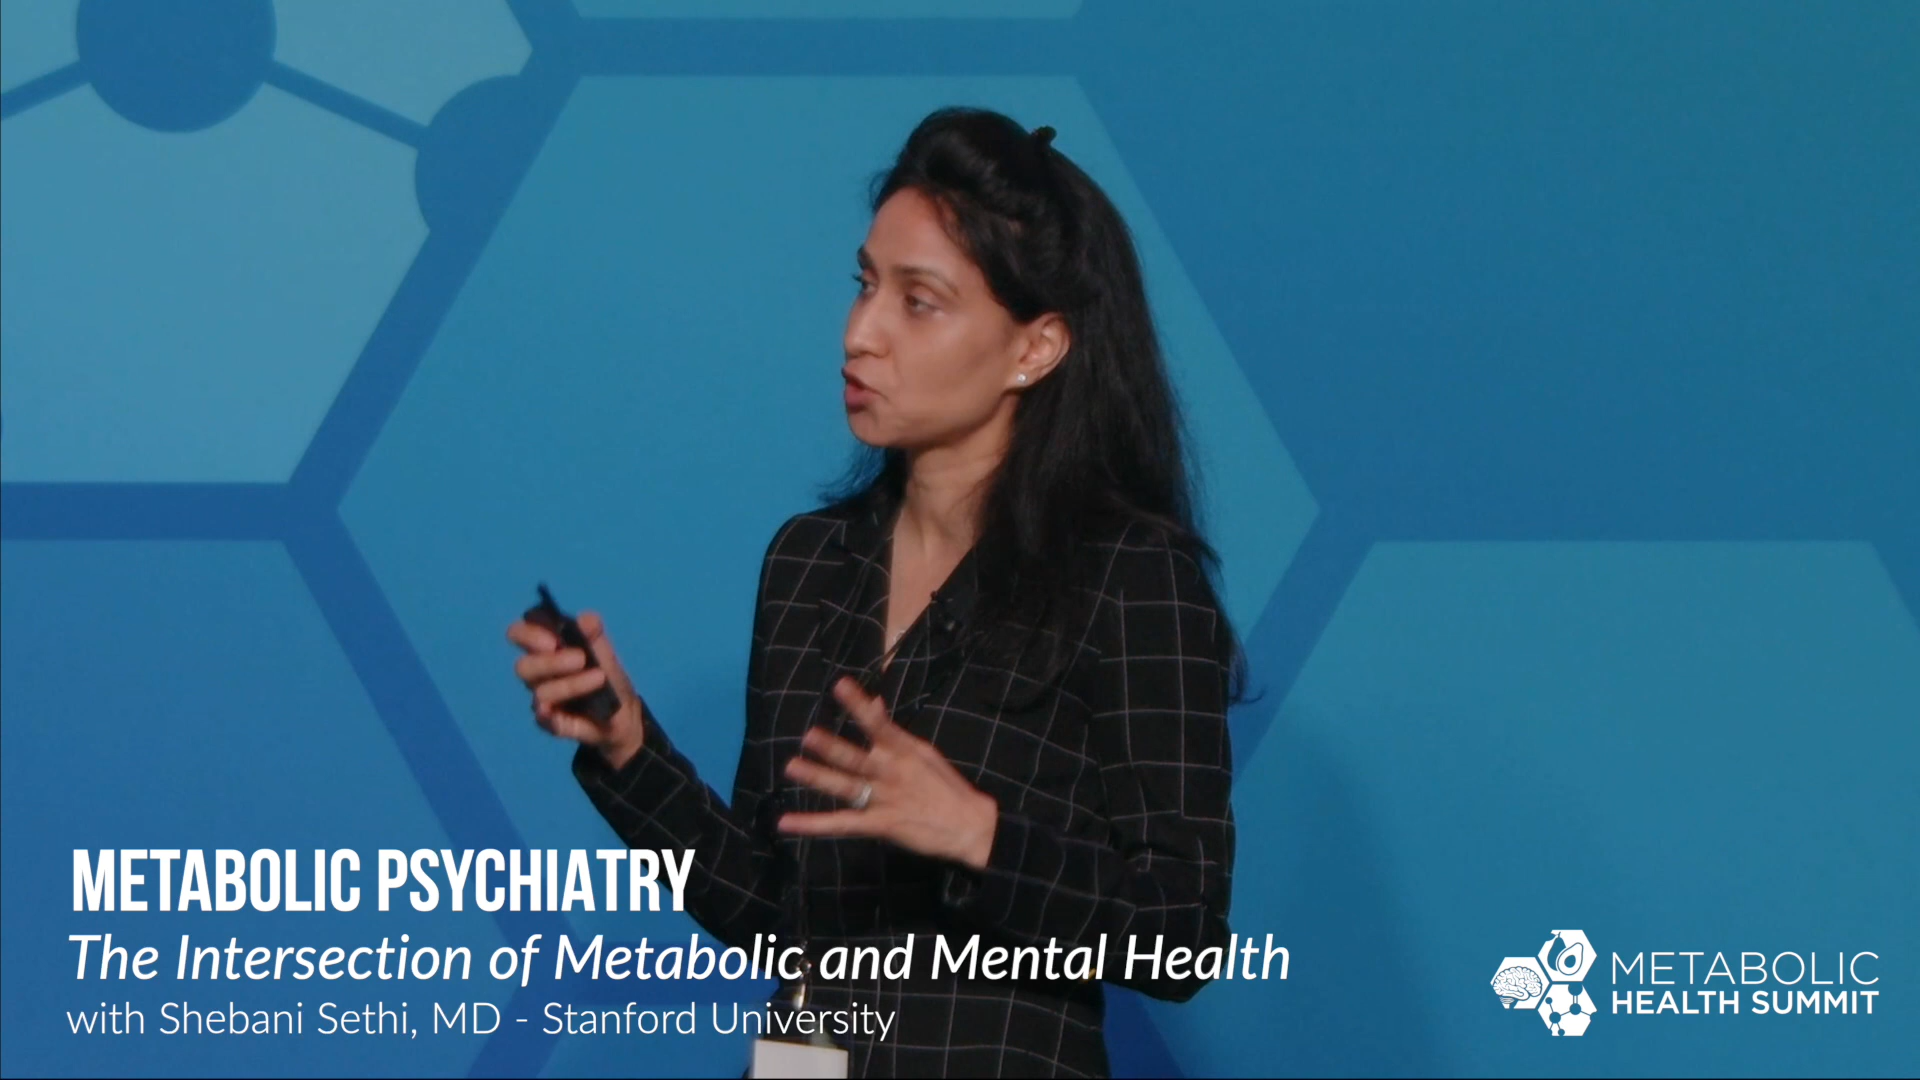 METABOLIC PSYCHIATRY
The Intersection of Metabolic and Mental Health
with Shebani Sethi, MD - Stanford University
METABOLIC
HEALTH SUMMIT